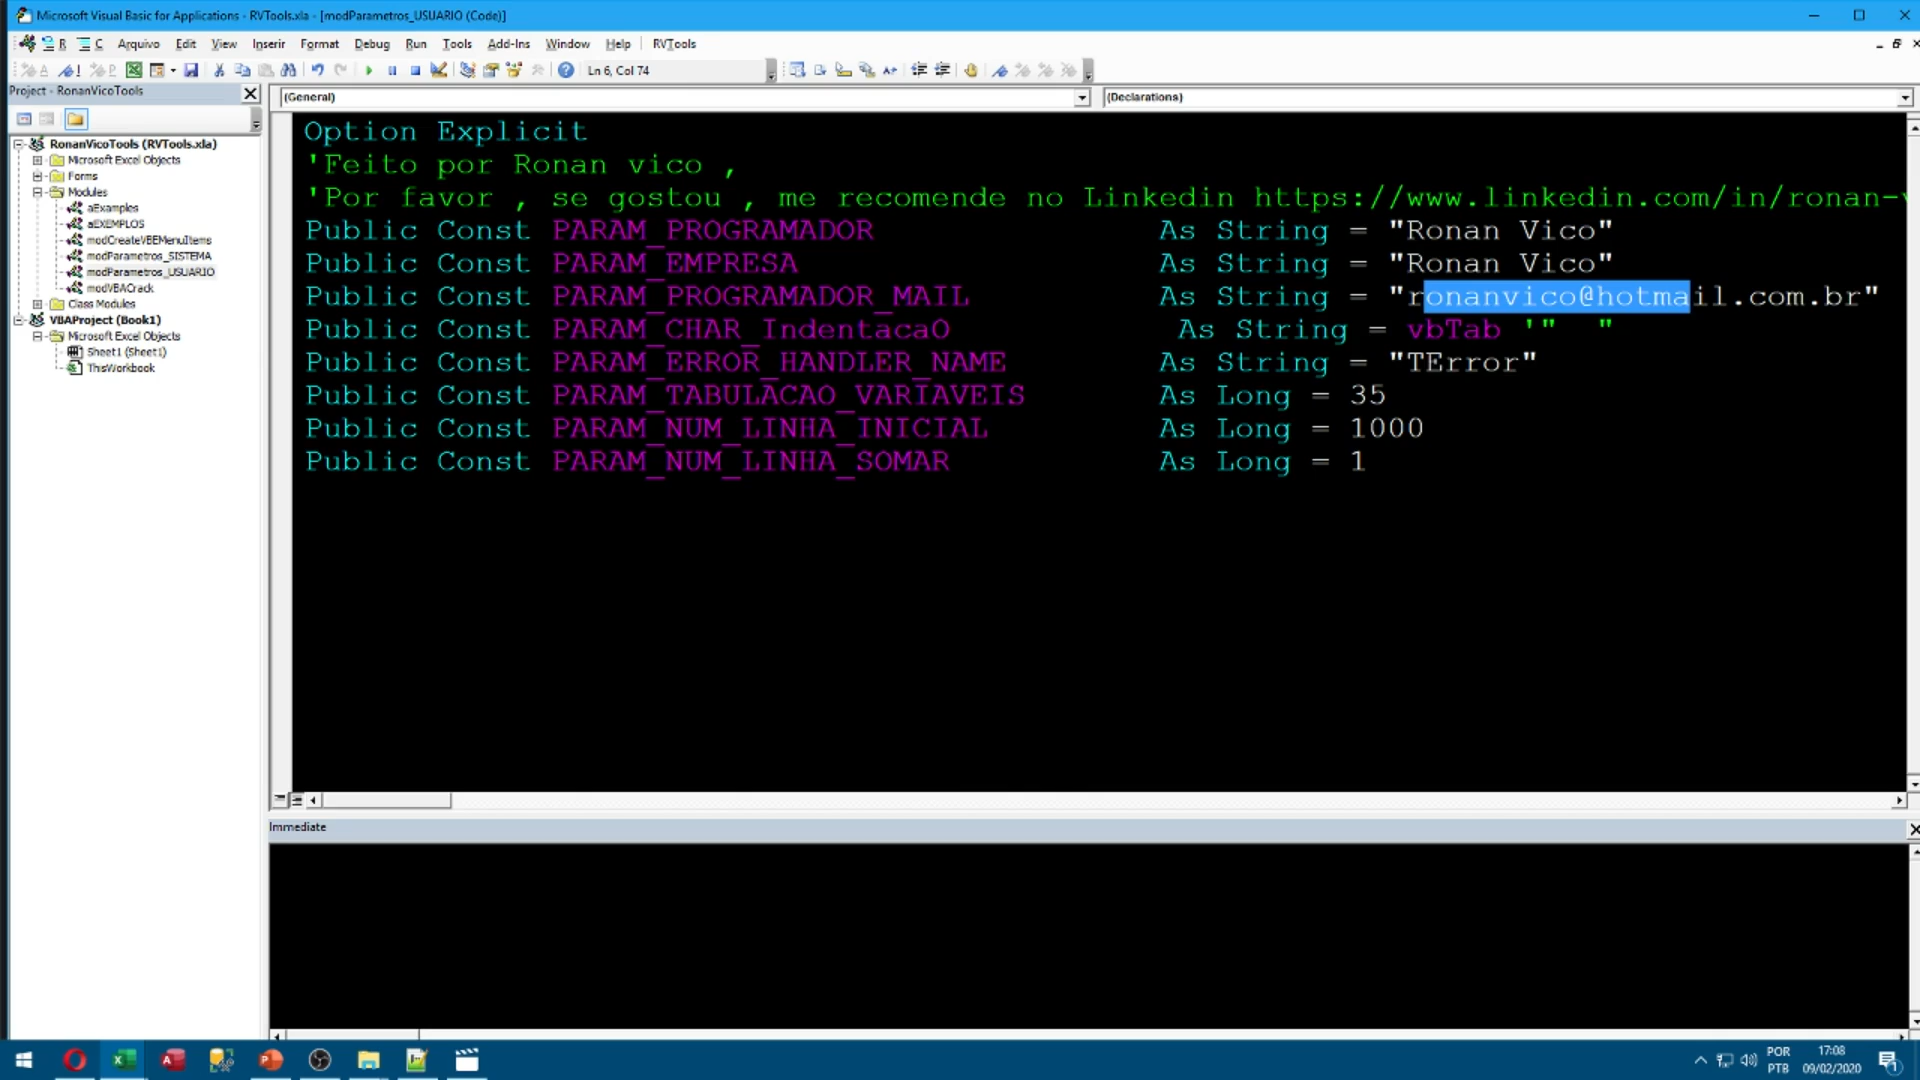 Microsoft Visual Basic for Applications - RVTools.xla - [modParametros_USUARIO (Code)]
R C Arquivo Edit View Inserir Format Debug Run Tools Add-Ins Window Help RVTools
Ln 6, Col 74
Project - RonanVicoTools
RonanVicoTools (RVTools.xla)
Microsoft Excel Objects
Forms
Modules
aExamples
aEXEMPLOS
modCreateVBEMenuItems
modParametros_SISTEMA
modParametros_USUARIO
modVBACrack
Class Modules
VBAProject (Book1)
Microsoft Excel Objects
Sheet1 (Sheet1)
ThisWorkbook
(General) (Declarations)
Option Explicit
'Feito por Ronan vico ,
'Por favor , se gostou , me recomende no Linkedin https://www.linkedin.com/in/ronan-
Public Const PARAM_PROGRAMADOR As String = "Ronan Vico"
Public Const PARAM_EMPRESA As String = "Ronan Vico"
Public Const PARAM_PROGRAMADOR_MAIL As String = "ronanvico@hotmail.com.br"
Public Const PARAM_CHAR_IndentacaO As String = vbTab '" "
Public Const PARAM_ERROR_HANDLER_NAME As String = "TError"
Public Const PARAM_TABULACAO_VARIAVEIS As Long = 35
Public Const PARAM_NUM_LINHA_INICIAL As Long = 1000
Public Const PARAM_NUM_LINHA_SOMAR As Long = 1
Immediate
POR
PTB
17:08
09/02/2020
1